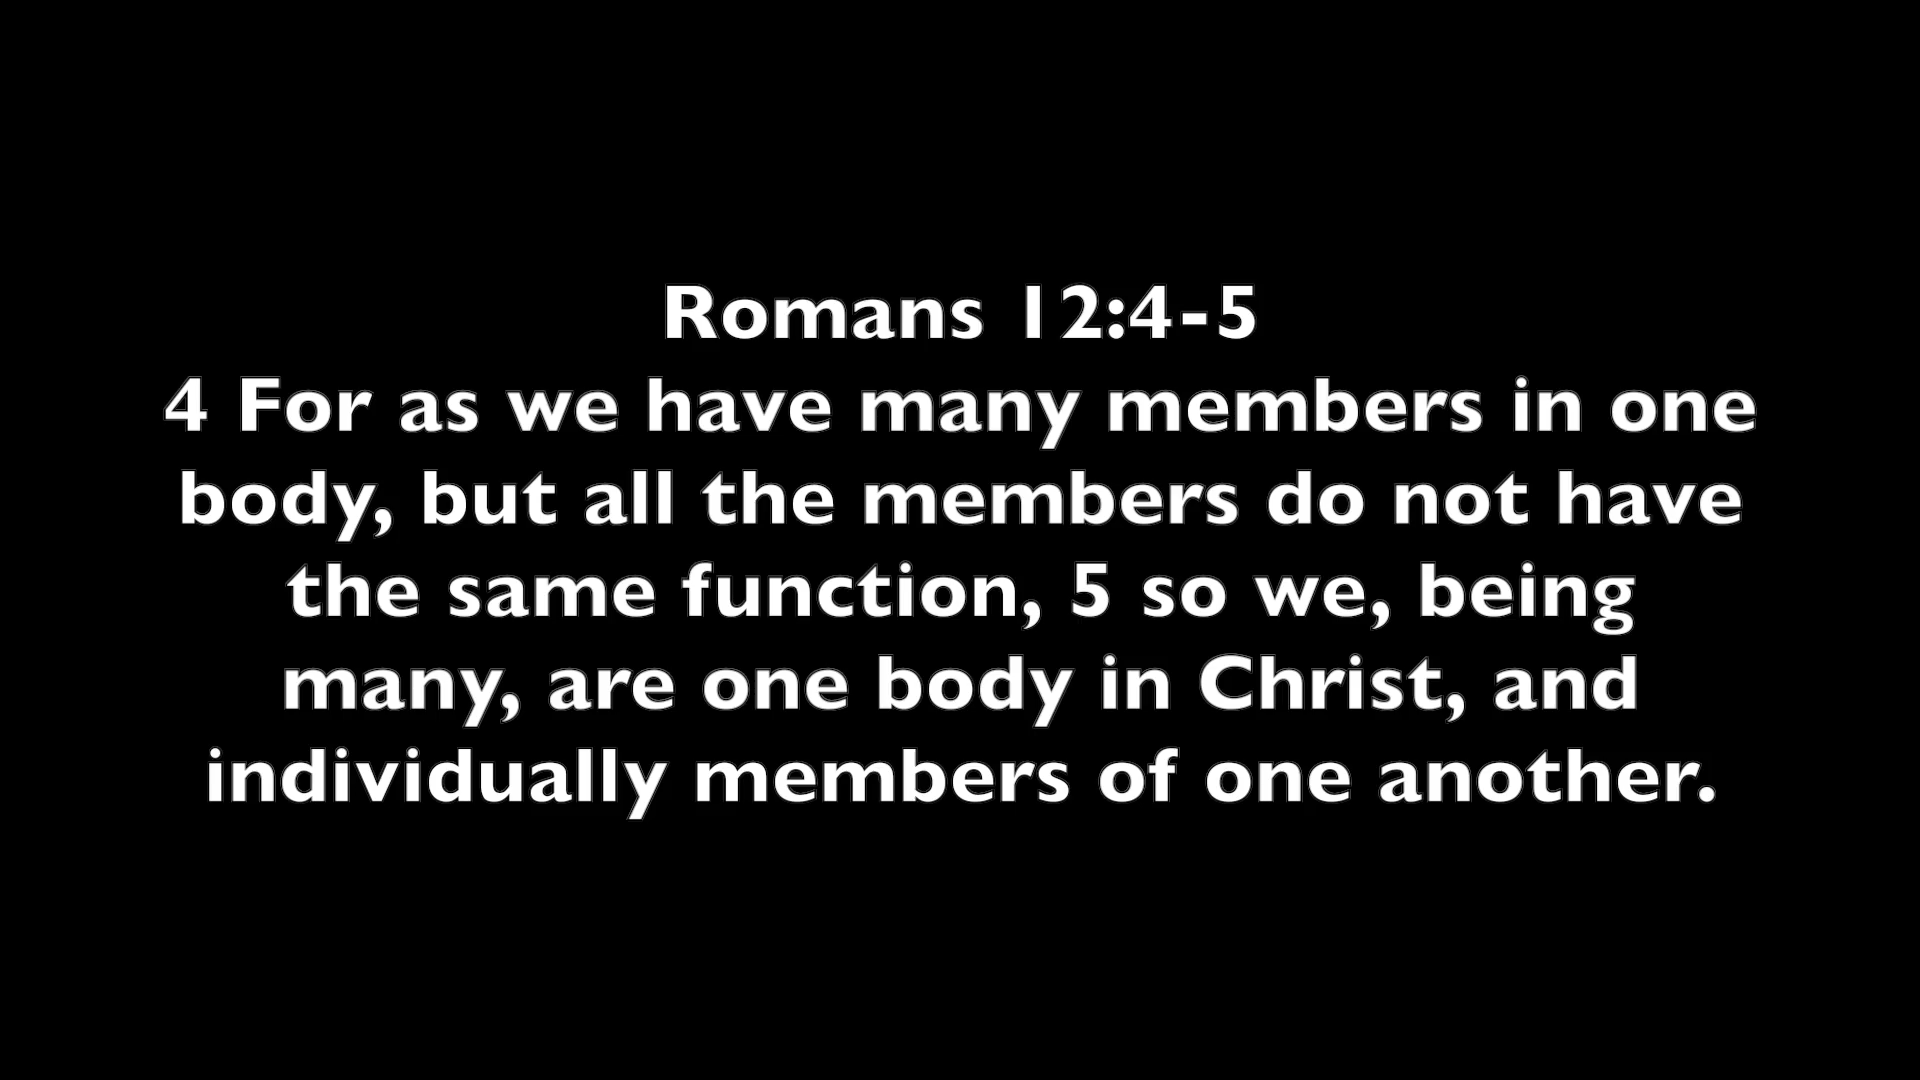 Romans 12:4-5
4 For as we have many members in one
body, but all the members do not have
the same function, 5 so we, being
many, are one body in Christ, and
individually members of one another.